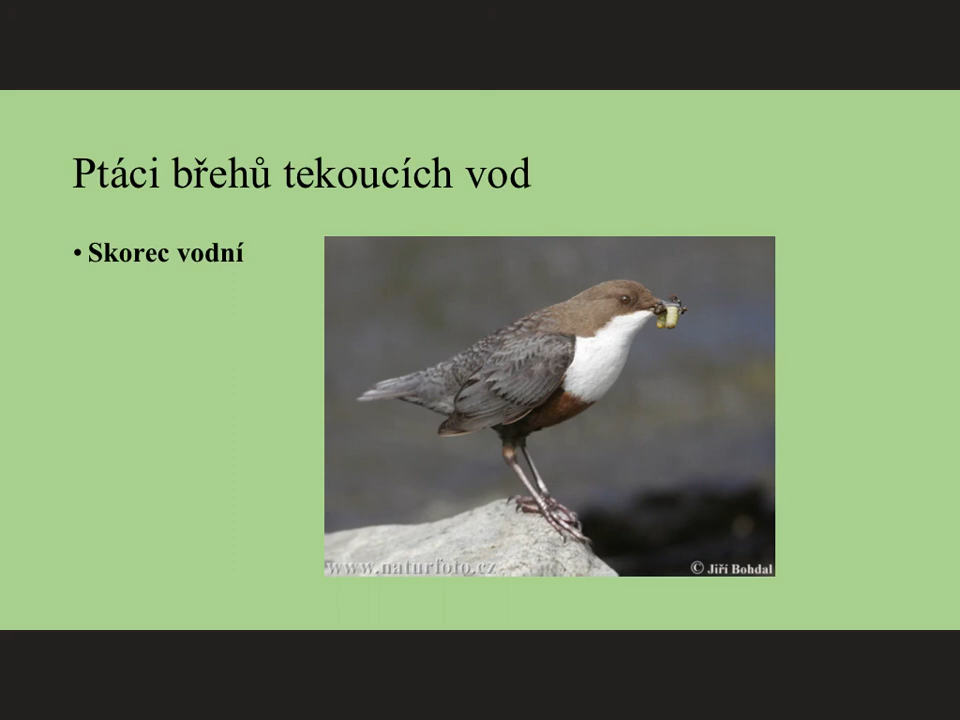 Ptáci břehů tekoucích vod
• Skorec vodní
www.naturfoto.cz
© Jiří Bohdal